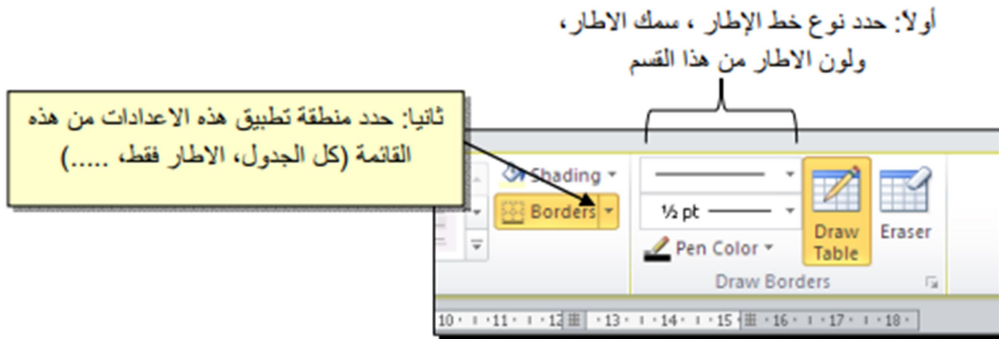 أولاً: حدد نوع خط الإطار ، سمك الاطار،
ولون الاطار من هذا القسم
ثانيا: حدد منطقة تطبيق هذه الاعدادات من هذه
القائمة (كل الجدول، الاطار فقط، .....)
Shading
Borders
½ pt
Pen Color
Draw
Table
Eraser
Draw Borders
10 · 11 · 12 · 13 · 14 · 15 · 16 · 17 · 18